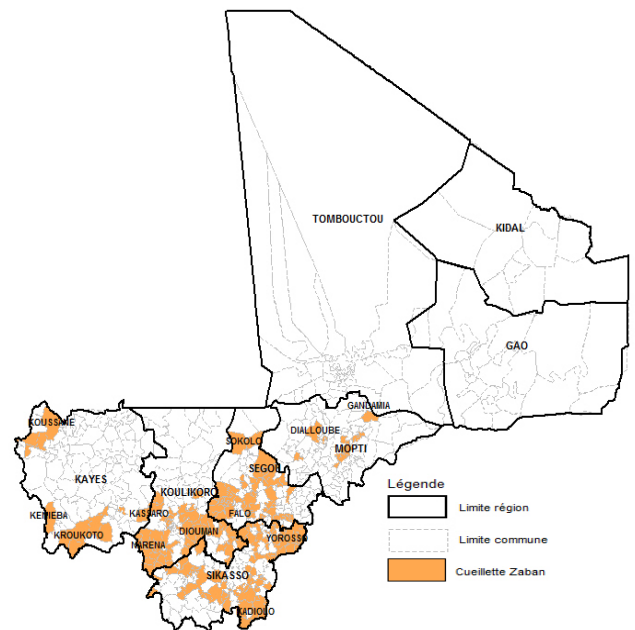 TOMBOUCTOU
KIDAL
GAO
GANDAMIA
KOUSSANE
DIALLOUBE
SOKOLO
MOPTI
SEGOU
KAYES
KOULIKORO
KENIEBA
KASSARO
FALO
KROUKOTO
DIOUMAN
NARENA
YOROSSO
SIKASSO
KADIOLO
Légende
Limite région
Limite commune
Cueillette Zaban